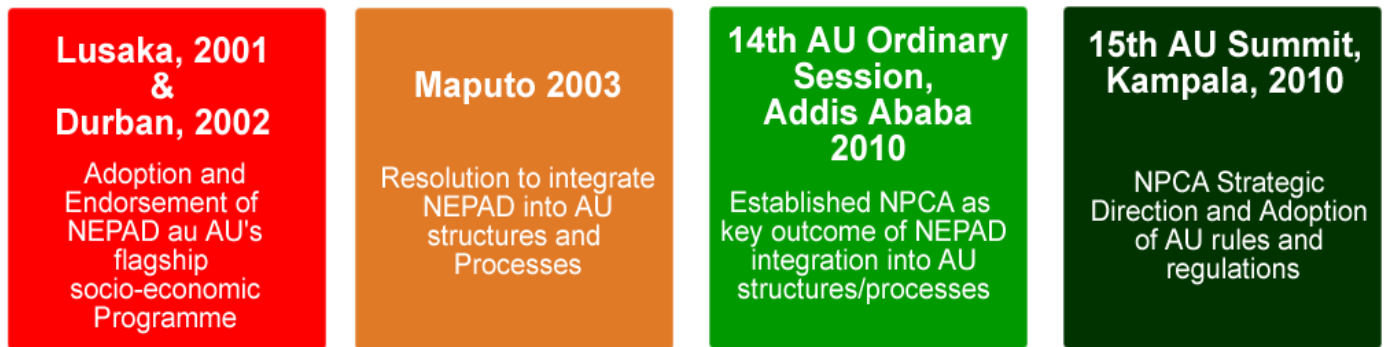 Lusaka, 2001
&
Durban, 2002
Adoption and
Endorsement of
NEPAD au AU's
flagship
socio-economic
Programme
Maputo 2003
Resolution to integrate
NEPAD into AU
structures and
Processes
14th AU Ordinary
Session,
Addis Ababa
2010
Established NPCA as
key outcome of NEPAD
integration into AU
structures/processes
15th AU Summit,
Kampala, 2010
NPCA Strategic
Direction and Adoption
of AU rules and
regulations